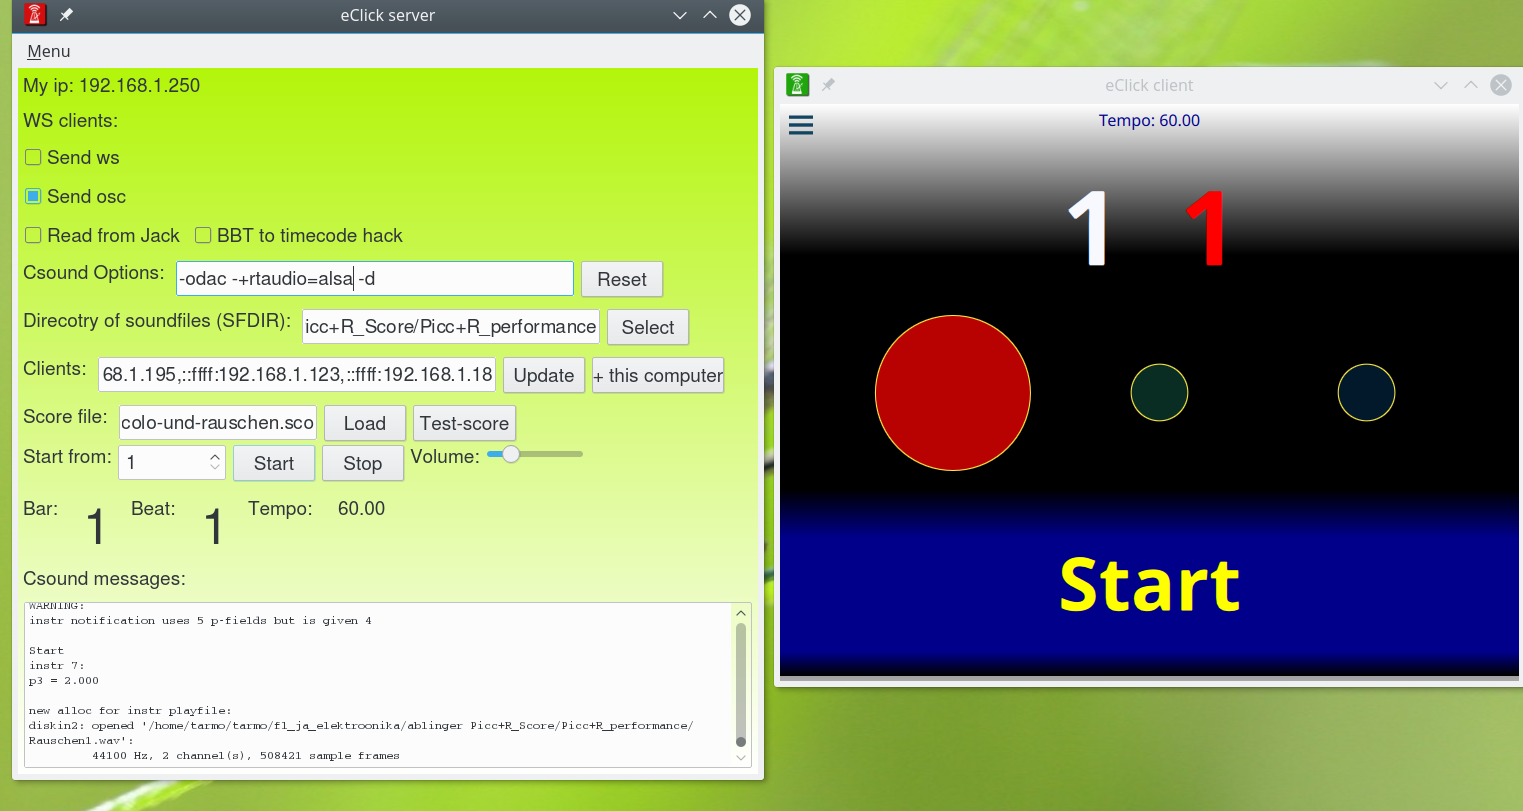 eClick server
Menu
My ip: 192.168.1.250
WS clients:
Send ws
Send osc
Read from Jack BBT to timecode hack
Csound Options: -odac -+rtaudio=alsa -d Reset
Direcotry of soundfiles (SFDIR): icc+R_Score/Picc+R_performance Select
Clients: 68.1.195,::ffff:192.168.1.123,::ffff:192.168.1.18 Update + this computer
Score file: colo-und-rauschen.sco Load Test-score
Start from: 1 Start Stop Volume:
Bar: 1 Beat: 1 Tempo: 60.00
Csound messages:
WARNING:
instr notification uses 5 p-fields but is given 4
Start
instr 7:
p3 = 2.000
new alloc for instr playfile:
diskin2: opened '/home/tarmo/tarmo/fl_ja_elektroonika/ablinger Picc+R_Score/Picc+R_performance/
Rauschen1.wav':
44100 Hz, 2 channel(s), 508421 sample frames
eClick client
Tempo: 60.00
1 1
Start